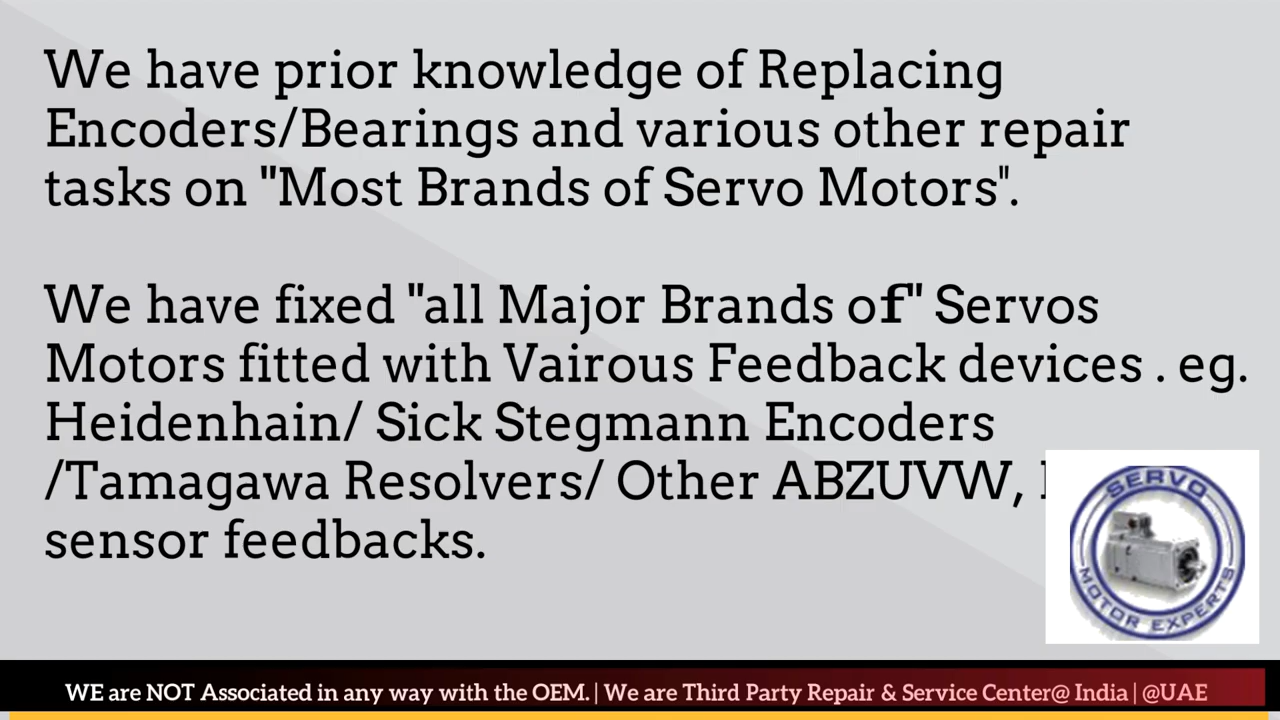 We have prior knowledge of Replacing
Encoders/Bearings and various other repair
tasks on "Most Brands of Servo Motors".
We have fixed "all Major Brands of" Servos
Motors fitted with Vairous Feedback devices . eg.
Heidenhain/ Sick Stegmann Encoders
/Tamagawa Resolvers/ Other ABZUVW,
sensor feedbacks.
SERVO
MOTOR EXPERTS
WE are NOT Associated in any way with the OEM. | We are Third Party Repair & Service Center@ India | @UAE